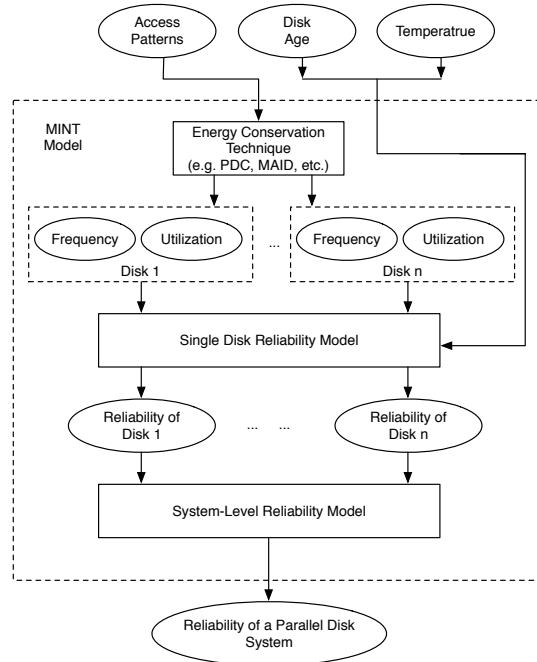 Access
Patterns
Disk
Age
Temperatrue
MINT
Model
Energy Conservation
Technique
(e.g. PDC, MAID, etc.)
Frequency
Utilization
...
Frequency
Utilization
Disk 1
Disk n
Single Disk Reliability Model
Reliability of
Disk 1
... ...
Reliability of
Disk n
System-Level Reliability Model
Reliability of a Parallel Disk
System